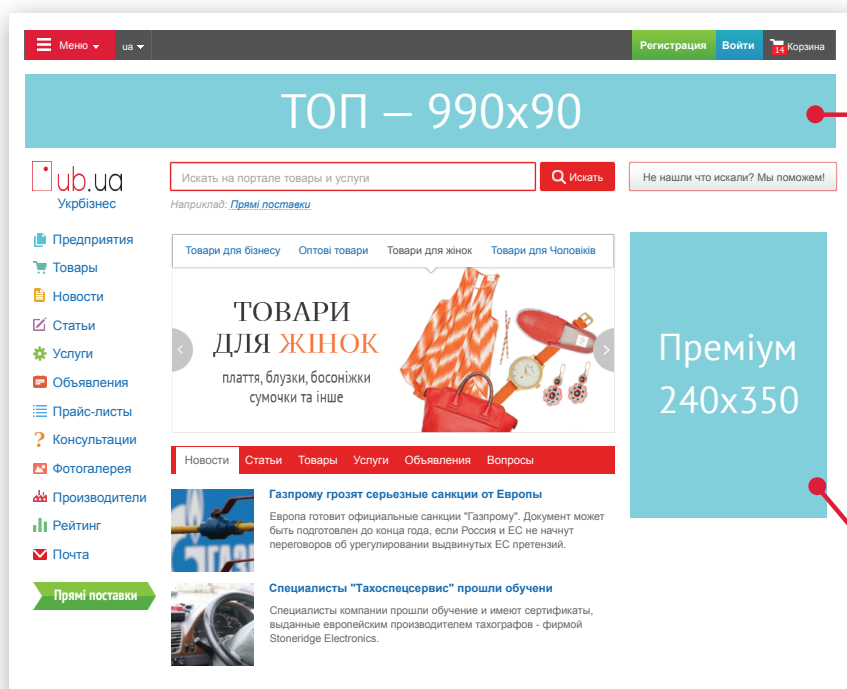 Меню
ua
Регистрация
Войти
14
Корзина
ТОП — 990x90
ub.ua
Укрбізнес
Искать на портале товары и услуги
Искать
Не нашли что искали? Мы поможем!
Наприклад: Прямі поставки
Предприятия
Товары
Новости
Статьи
Услуги
Объявления
Прайс-листы
Консультации
Фотогалерея
Производители
Рейтинг
Почта
Прямі поставки
Товари для бізнесу
Оптові товари
Товари для жінок
Товари для Чоловіків
ТОВАРИ
ДЛЯ ЖІНОК
плаття, блузки, босоніжки
сумочки та інше
Преміум
240x350
Новости
Статьи
Товары
Услуги
Объявления
Вопросы
Газпрому грозят серьезные санкции от Европы
Европа готовит официальные санкции "Газпрому". Документ может
быть подготовлен до конца года, если Россия и ЕС не начнут
переговоров об урегулировании выдвинутых ЕС претензий.
Специалисты "Тахоспецсервис" прошли обучени
Специалисты компании прошли обучение и имеют сертификаты,
выданные европейским производителем тахографов - фирмой
Stoneridge Electronics.